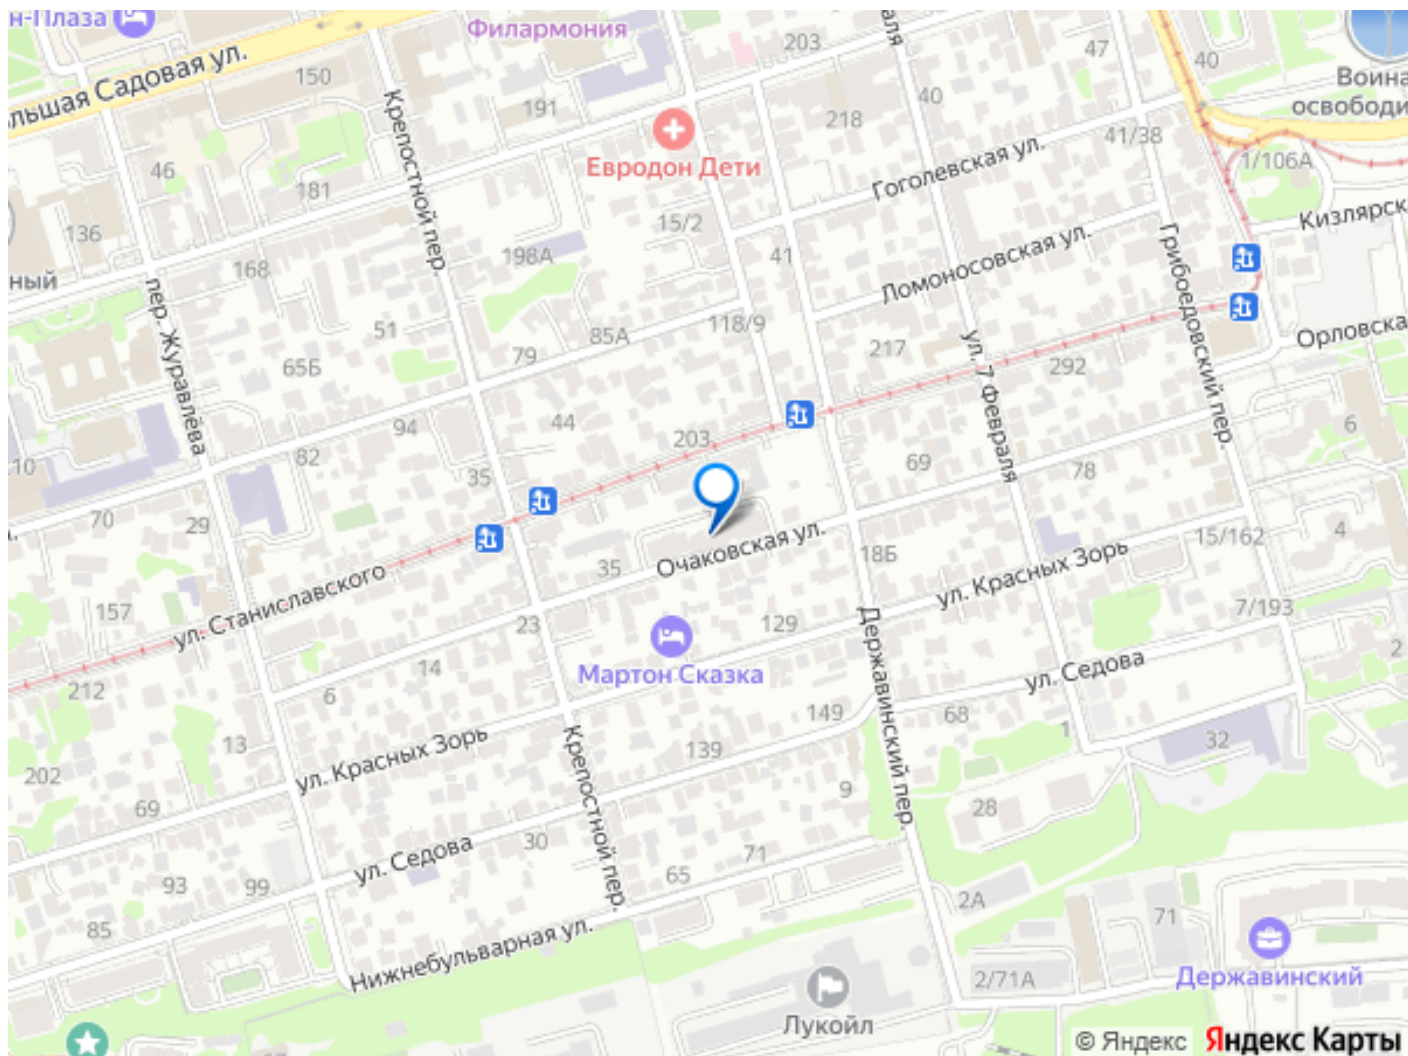 н-Плаза
Филармония
203
47
40
Воина
освободи
льшая Садовая ул.
150
Крепостной пер.
191
Евродон Дети
аля
40
218
Гоголевская ул.
41/38
1/106А
Кизлярск
46
181
136
168
ный
198А
15/2
41
Ломоносовская ул.
Грибоедовский пер.
пер. Журавлёва
51
65Б
79
85А
118/9
217
ул. 7 Февраля
292
Орловска
6
10
94
82
44
203
35
69
78
70
29
Очаковская ул.
35
18Б
15/162
4
ул. Станиславского
157
ул. Красных Зорь
7/193
23
129
Мартон Сказка
Державинский пер.
14
6
212
ул. Седова
2
149
68
1
32
13
202
ул. Красных Зорь
Крепостной пер.
139
9
28
69
ул. Седова
30
71
65
93
99
85
2А
71
Нижнебульварная ул.
Державинский
2/71А
Лукойл
© Яндекс Яндекс Карты